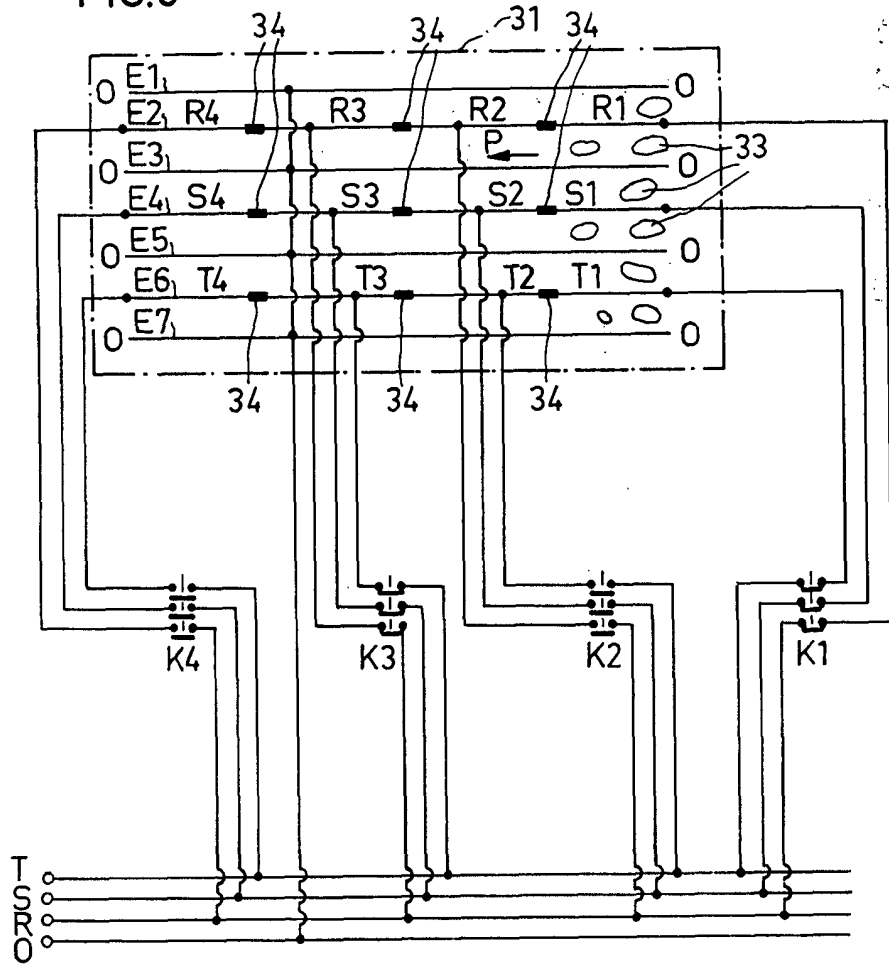 34 34 31 34
O E1 O
E2 R4 R3 R2 R1
P
O E3 O 33
E4 S4 S3 S2 S1
O E5 O
E6 T4 T3 T2 T1
O E7 O
34 34 34
K4 K3 K2 K1
T
S
R
O